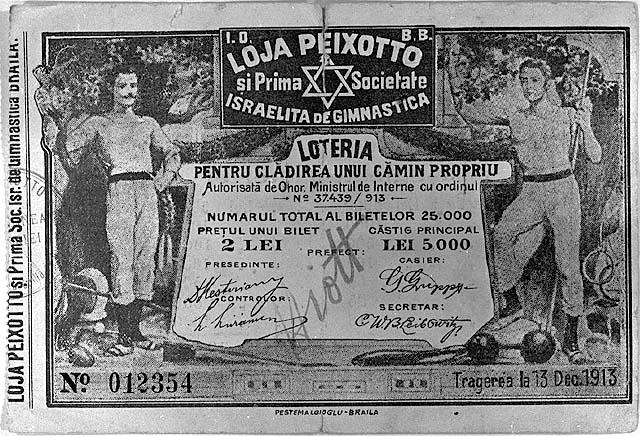 I.O. B.B.
LOJA PEIXOTTO
și Prima Societate
ISRAELITA DE GIMNASTICA
LOTERIA
PENTRU CLĂDIREA UNUI CĂMIN PROPRIU
Autorisată de Onor. Ministrul de Interne cu ordinul
No 37.439 / 913
NUMARUL TOTAL AL BILETELOR 25.000
PREȚUL UNUI BILET CÂSTIG PRINCIPAL
2 LEI LEI 5000
PREFECT:
PRESEDINTE: CASIER:
CONTROLOR: SECRETAR:
No 012354
Tragerea la 13 Dec. 1913
PESTEMALGIOGLU-BRAILA
LOJA PEIXOTTO și Prima Soc. Isr. de Gimnastica BRAILA.